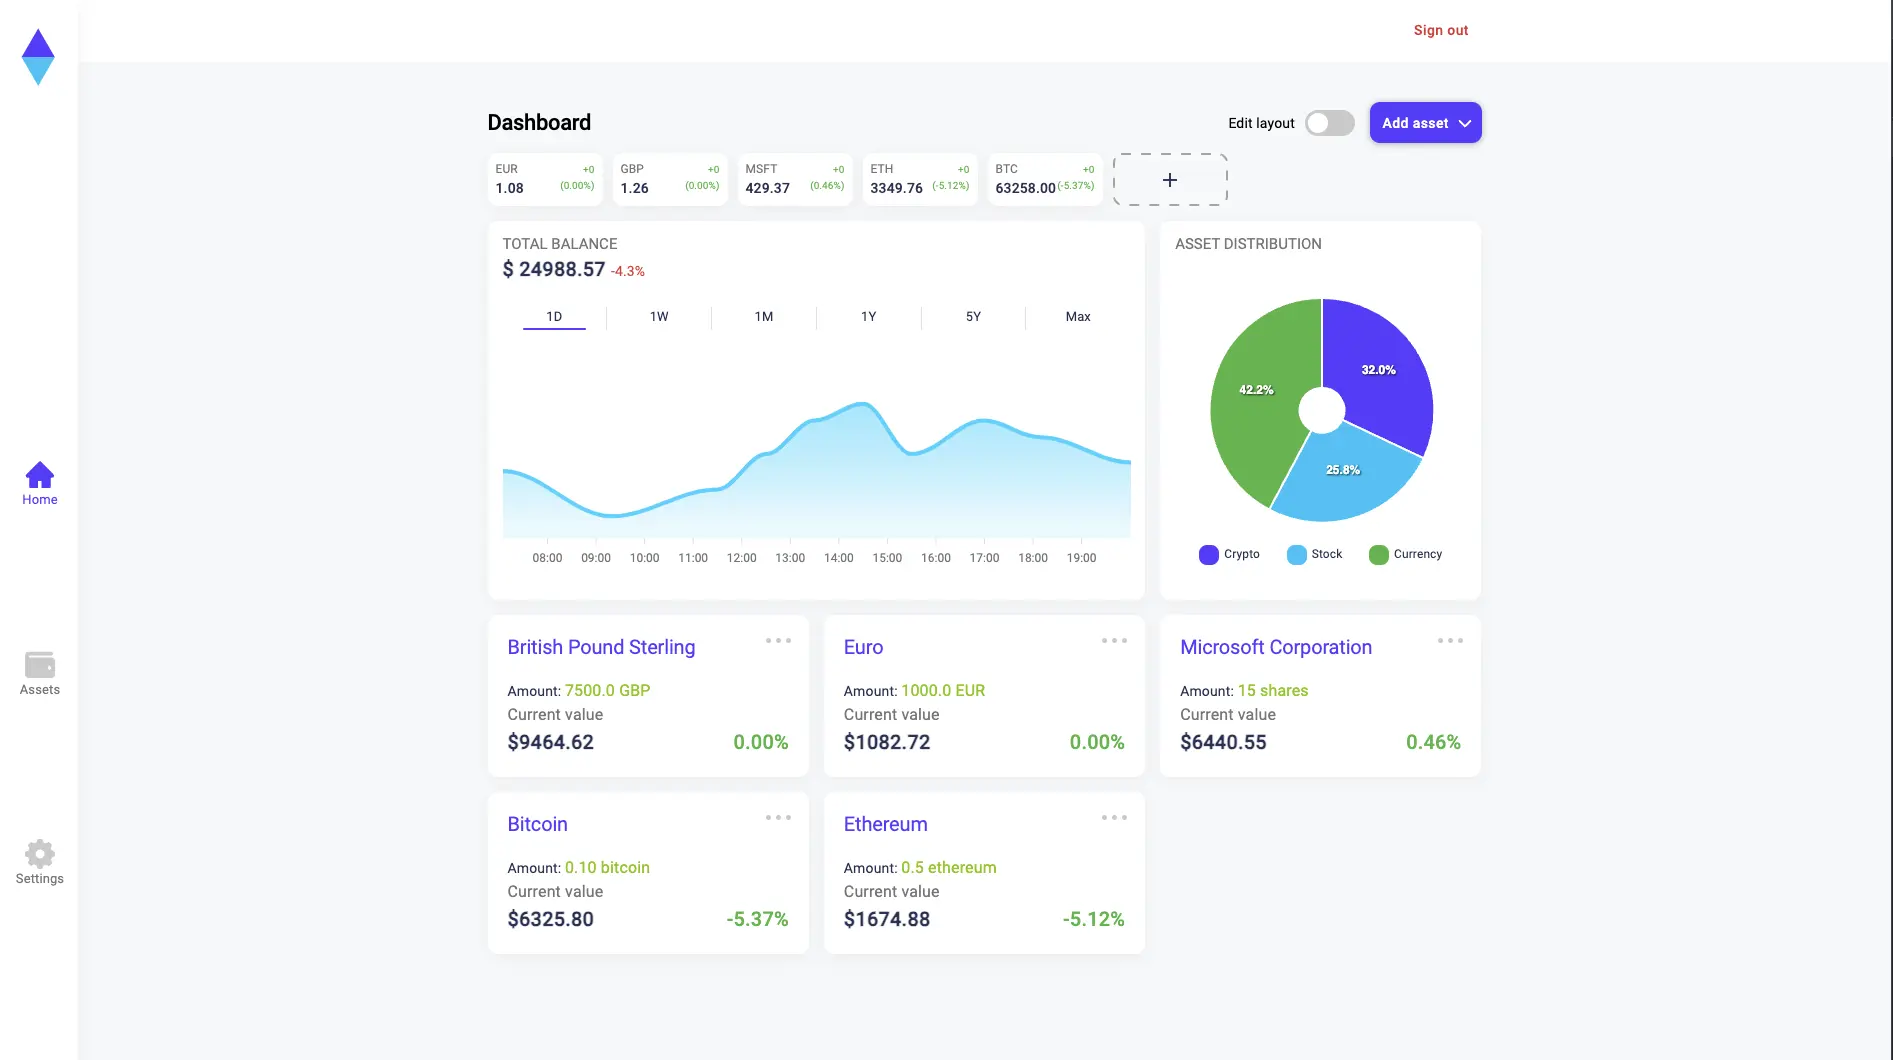 Sign out
Dashboard
Edit layout
Add asset
EUR +0
1.08 (0.00%)
GBP +0
1.26 (0.00%)
MSFT +0
429.37 (0.46%)
ETH +0
3349.76 (-5.12%)
BTC +0
63258.00 (-5.37%)
+
TOTAL BALANCE
$ 24988.57 -4.3%
1D 1W 1M 1Y 5Y Max
08:00 09:00 10:00 11:00 12:00 13:00 14:00 15:00 16:00 17:00 18:00 19:00
ASSET DISTRIBUTION
32.0%
42.2%
25.8%
Crypto Stock Currency
Home
Assets
Settings
British Pound Sterling
Amount: 7500.0 GBP
Current value
$9464.62 0.00%
Euro
Amount: 1000.0 EUR
Current value
$1082.72 0.00%
Microsoft Corporation
Amount: 15 shares
Current value
$6440.55 0.46%
Bitcoin
Amount: 0.10 bitcoin
Current value
$6325.80 -5.37%
Ethereum
Amount: 0.5 ethereum
Current value
$1674.88 -5.12%